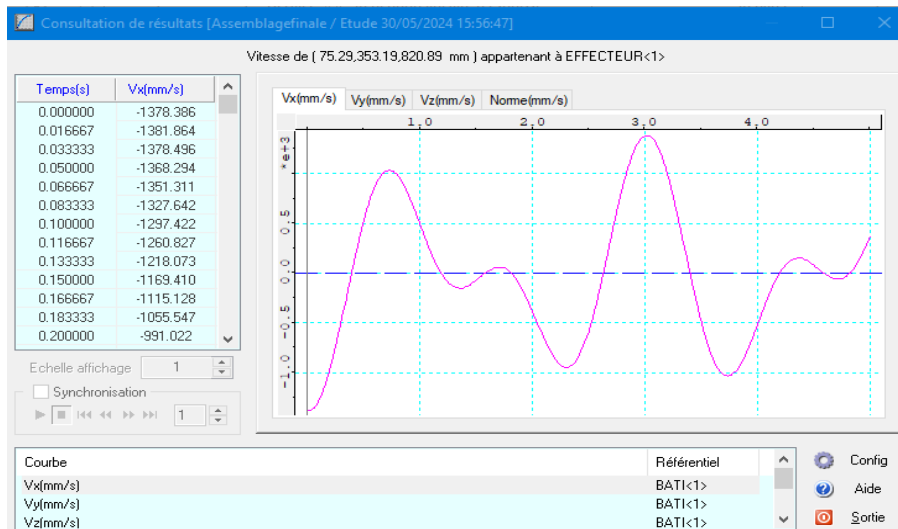 Consultation de résultats [Assemblagefinale / Etude 30/05/2024 15:56:47]
Vitesse de ( 75.29,353.19,820.89 mm ) appartenant à EFFECTEUR<1>
Temps(s) Vx(mm/s)
0.000000 -1378.386
0.016667 -1381.864
0.033333 -1378.496
0.050000 -1368.294
0.066667 -1351.311
0.083333 -1327.642
0.100000 -1297.422
0.116667 -1260.827
0.133333 -1218.073
0.150000 -1169.410
0.166667 -1115.128
0.183333 -1055.547
0.200000 -991.022
Echelle affichage 1
Synchronisation
1
Vx(mm/s) Vy(mm/s) Vz(mm/s) Norme(mm/s)
1.0 2.0 3.0 4.0
*e+3
0.5
0.0
-0.5
-1.0
Courbe Référentiel
Vx(mm/s) BATI<1>
Vy(mm/s) BATI<1>
Vz(mm/s) BATI<1>
Config
Aide
Sortie